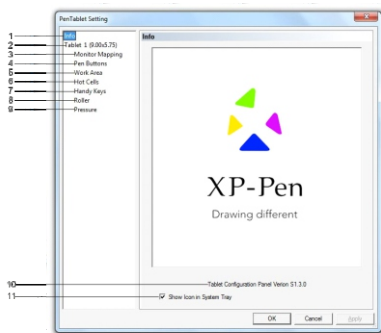 PenTablet Setting
1 Info
2 Tablet 1 (9.00x5.75)
3 Monitor Mapping
4 Pen Buttons
5 Work Area
6 Hot Cells
7 Handy Keys
8 Roller
9 Pressure
Info
XP-Pen
Drawing different
10 Tablet Configuration Panel Verion S1.3.0
11 Show Icon in System Tray
OK Cancel Apply